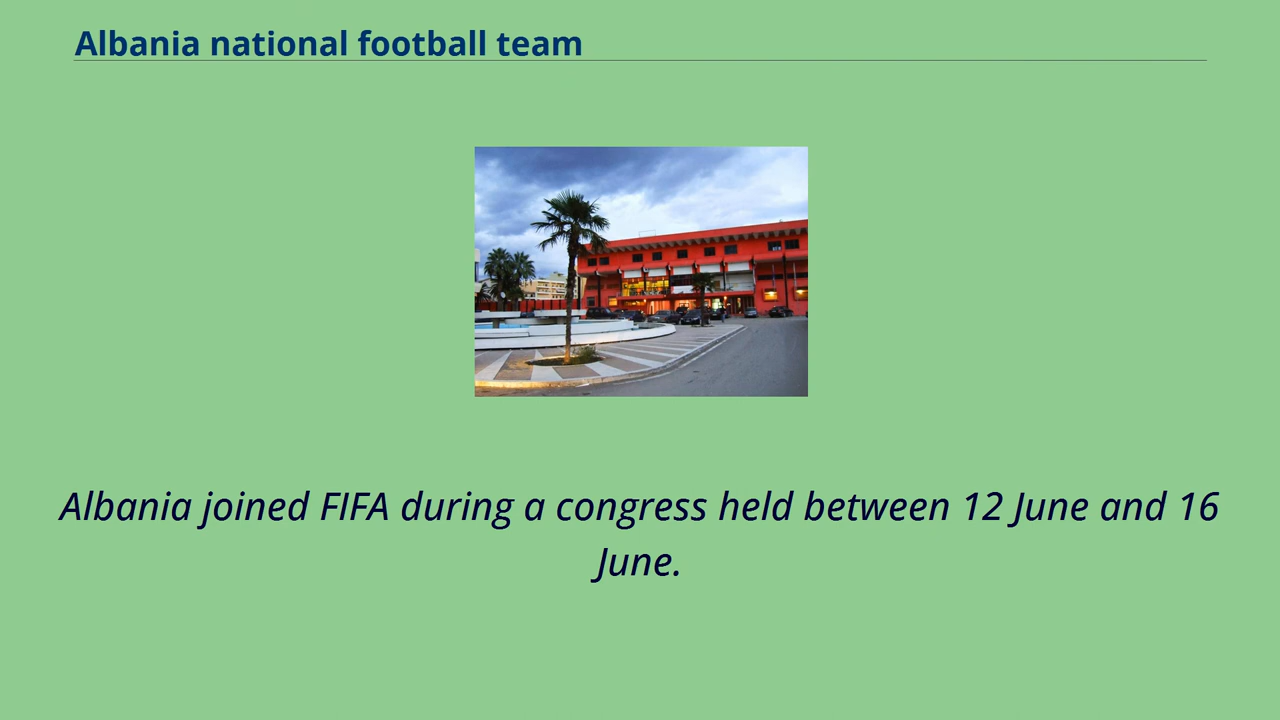 Albania national football team
Albania joined FIFA during a congress held between 12 June and 16
June.